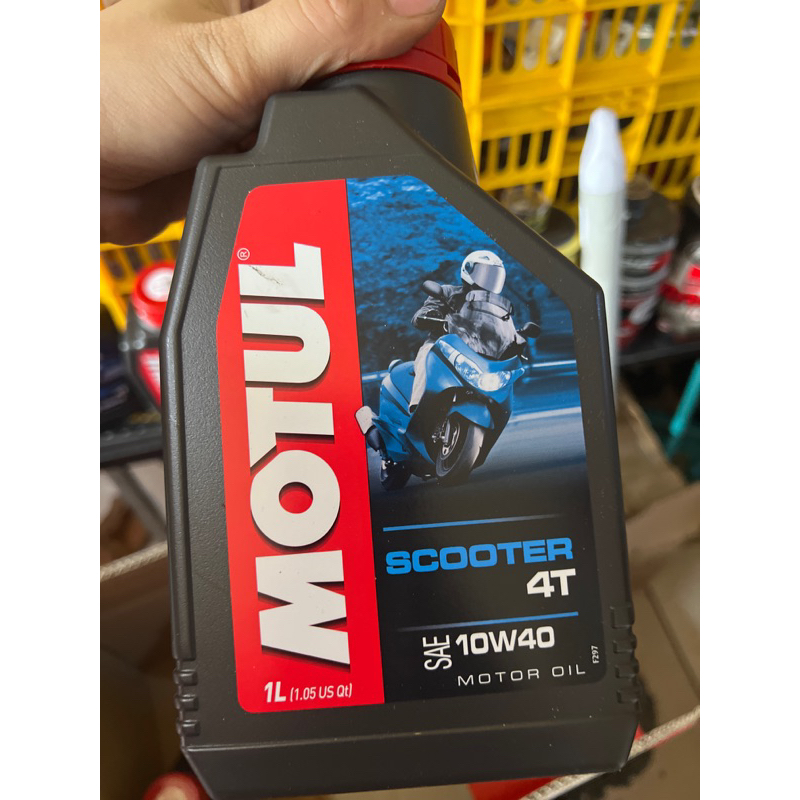 MOTUL®
SCOOTER
4T
SAE 10W40
MOTOR OIL
F297
1L (1.05 US Qt)